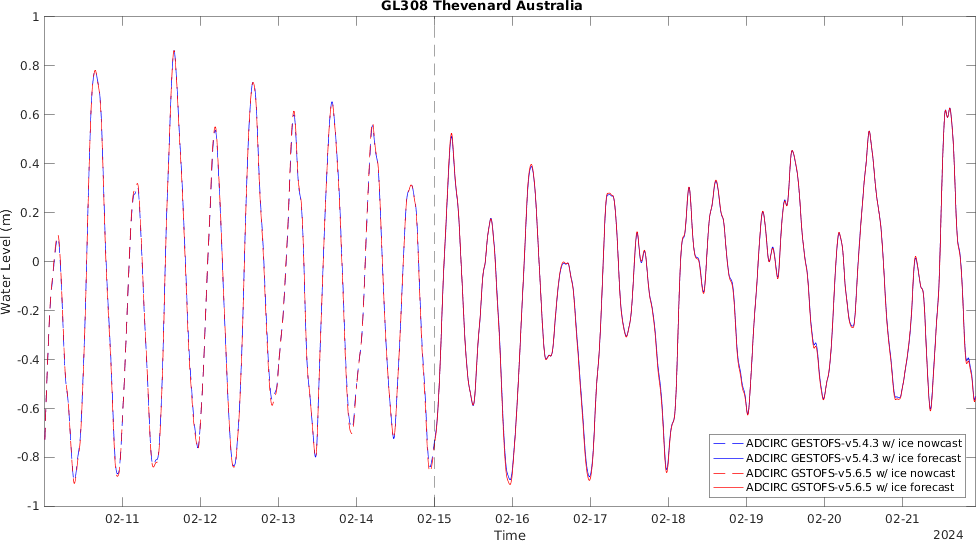 GL308 Thevenard Australia
1
0.8
0.6
0.4
0.2
0
-0.2
-0.4
-0.6
-0.8
-1
Water Level (m)
02-11 02-12 02-13 02-14 02-15 02-16 02-17 02-18 02-19 02-20 02-21
Time
2024
ADCIRC GESTOFS-v5.4.3 w/ ice nowcast
ADCIRC GESTOFS-v5.4.3 w/ ice forecast
ADCIRC GSTOFS-v5.6.5 w/ ice nowcast
ADCIRC GSTOFS-v5.6.5 w/ ice forecast